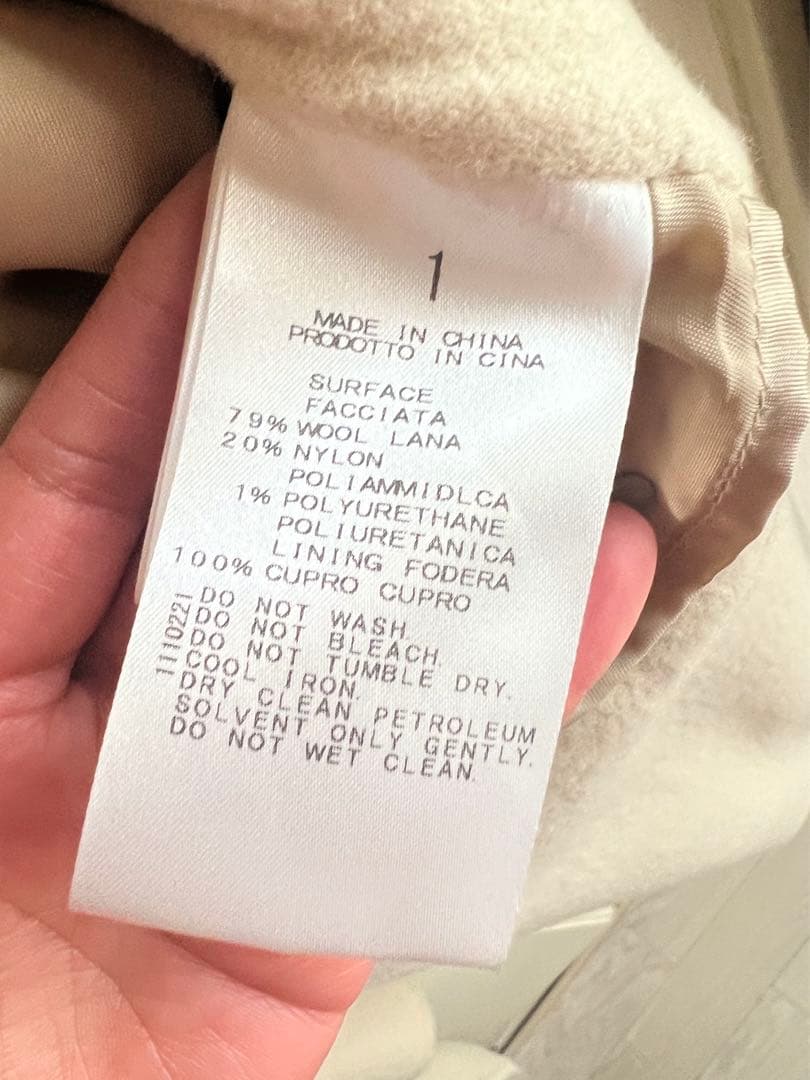 1
MADE IN CHINA
PRODOTTO IN CINA
SURFACE
FACCIATA
79% WOOL LANA
20% NYLON
POLIAMMIDLCA
1% POLYURETHANE
POLIURETANICA
LINING FODERA
100% CUPRO CUPRO
DO NOT WASH.
DO NOT BLEACH.
DO NOT TUMBLE DRY.
COOL IRON.
DRY CLEAN PETROLEUM
SOLVENT ONLY GENTLY.
DO NOT WET CLEAN.